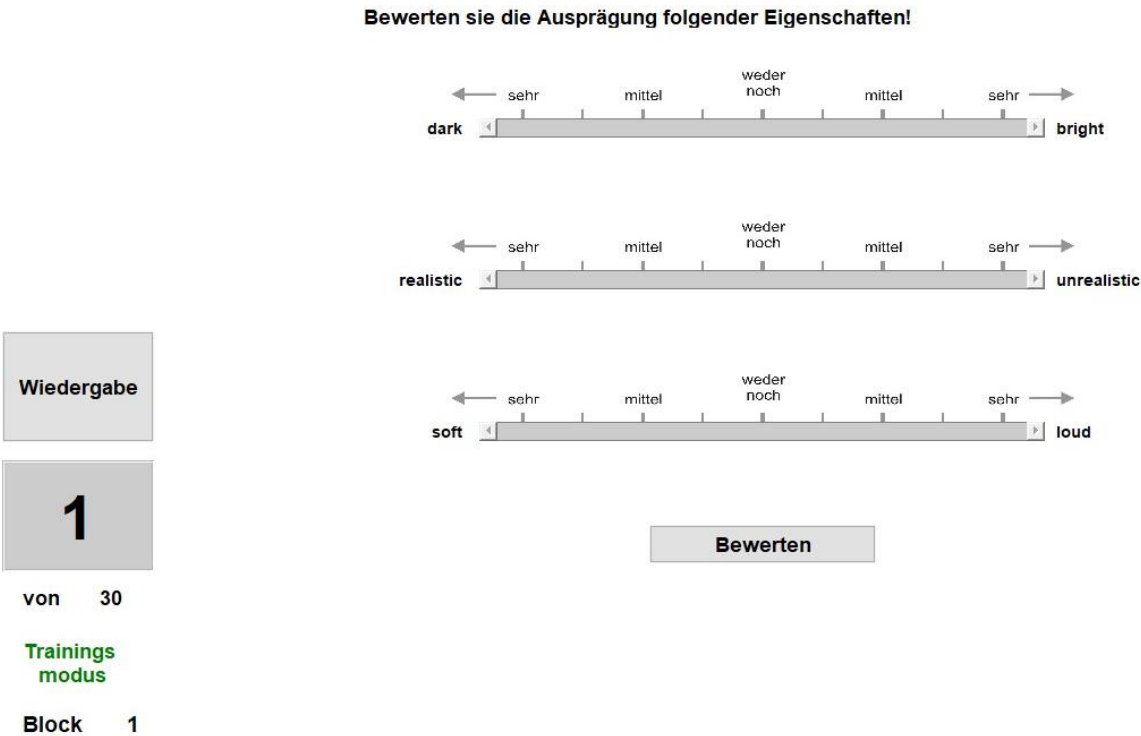 Bewerten sie die Ausprägung folgender Eigenschaften!
weder
sehr mittel noch mittel sehr
dark bright
weder
sehr mittel noch mittel sehr
realistic unrealistic
weder
sehr mittel noch mittel sehr
soft loud
Wiedergabe
1
Bewerten
von 30
Trainings
modus
Block 1